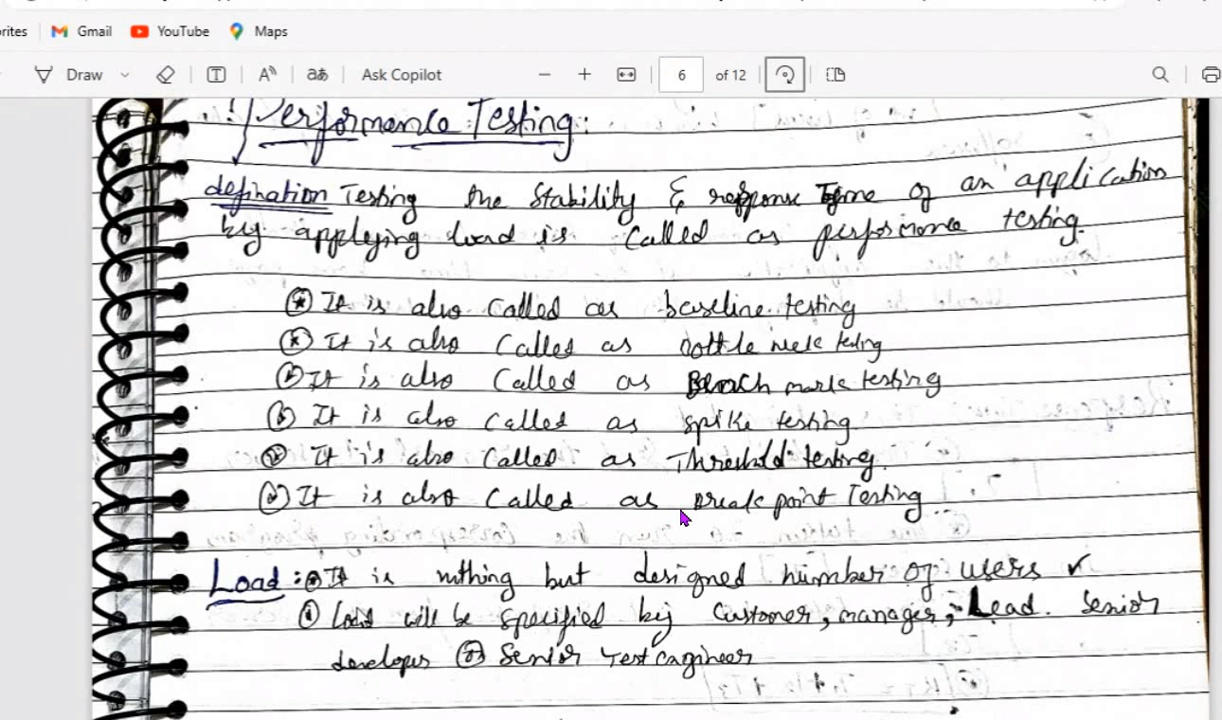 rites Gmail YouTube Maps
Draw Ask Copilot 6 of 12
Performance Testing:
defination Testing the Stability & response Time of an application
by applying load is called as performance testing.
It is also called as baseline testing
It is also called as bottle neck testing
It is also called as Bench mark testing
It is also called as spike testing
It is also called as Threshold testing.
It is also called as Break point Testing
Load: It is nothing but designed number of users ✓
Load will be specified by Customer, manager, Lead. Senior
developer or Senior Test engineer